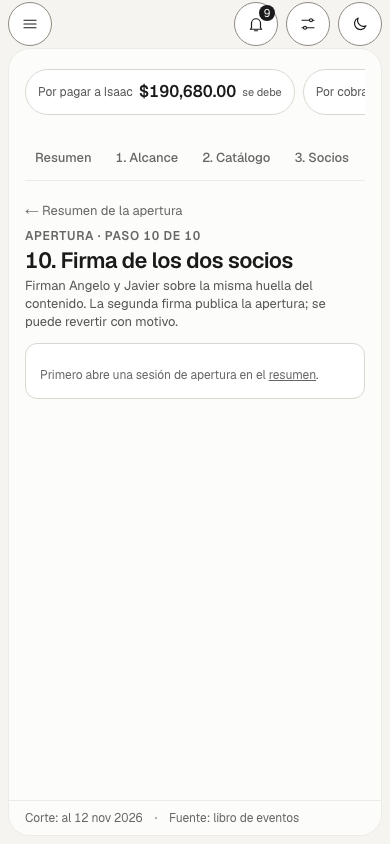 9
Por pagar a Isaac $190,680.00 se debe
Por cobra
Resumen 1. Alcance 2. Catálogo 3. Socios
← Resumen de la apertura
APERTURA · PASO 10 DE 10
10. Firma de los dos socios
Firman Angelo y Javier sobre la misma huella del
contenido. La segunda firma publica la apertura; se
puede revertir con motivo.
Primero abre una sesión de apertura en el resumen.
Corte: al 12 nov 2026 · Fuente: libro de eventos